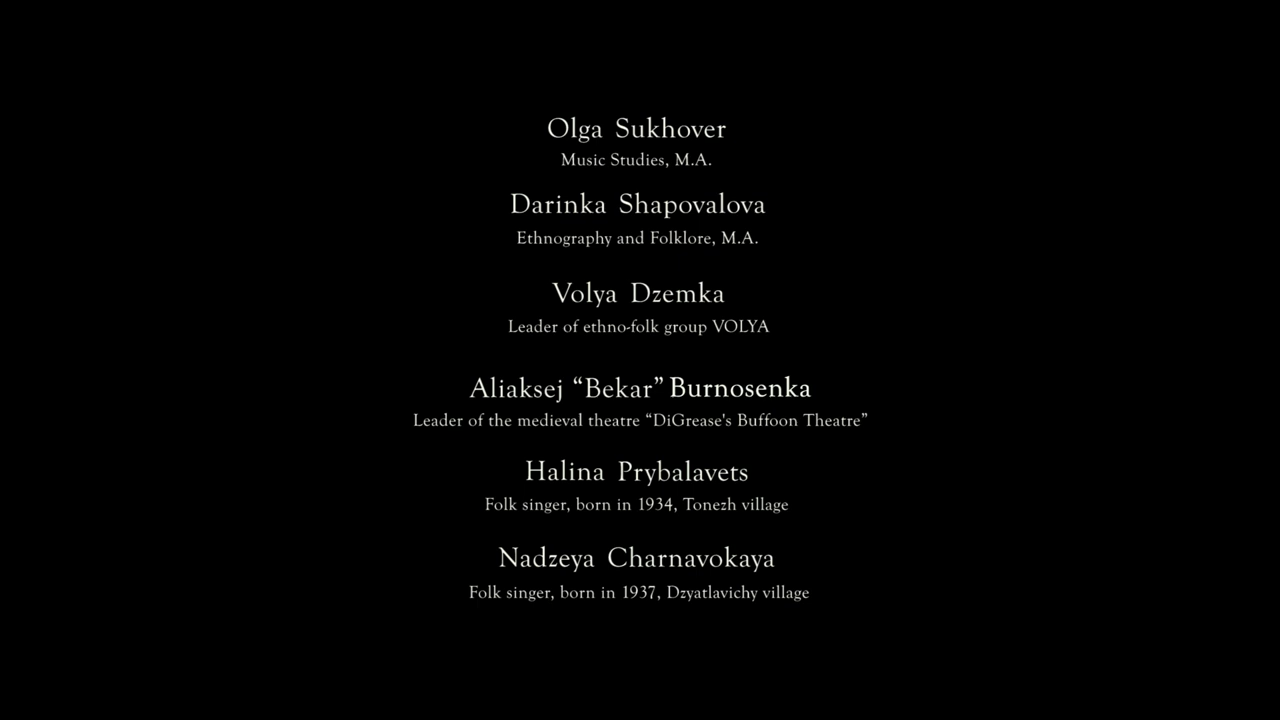 Olga Sukhover
Music Studies, M.A.
Darinka Shapovalova
Ethnography and Folklore, M.A.
Volya Dzemka
Leader of ethno-folk group VOLYA
Aliaksej “Bekar” Burnosenka
Leader of the medieval theatre “DiGrease's Buffoon Theatre”
Halina Prybalavets
Folk singer, born in 1934, Tonezh village
Nadzeya Charnavokaya
Folk singer, born in 1937, Dzyatlavichy village